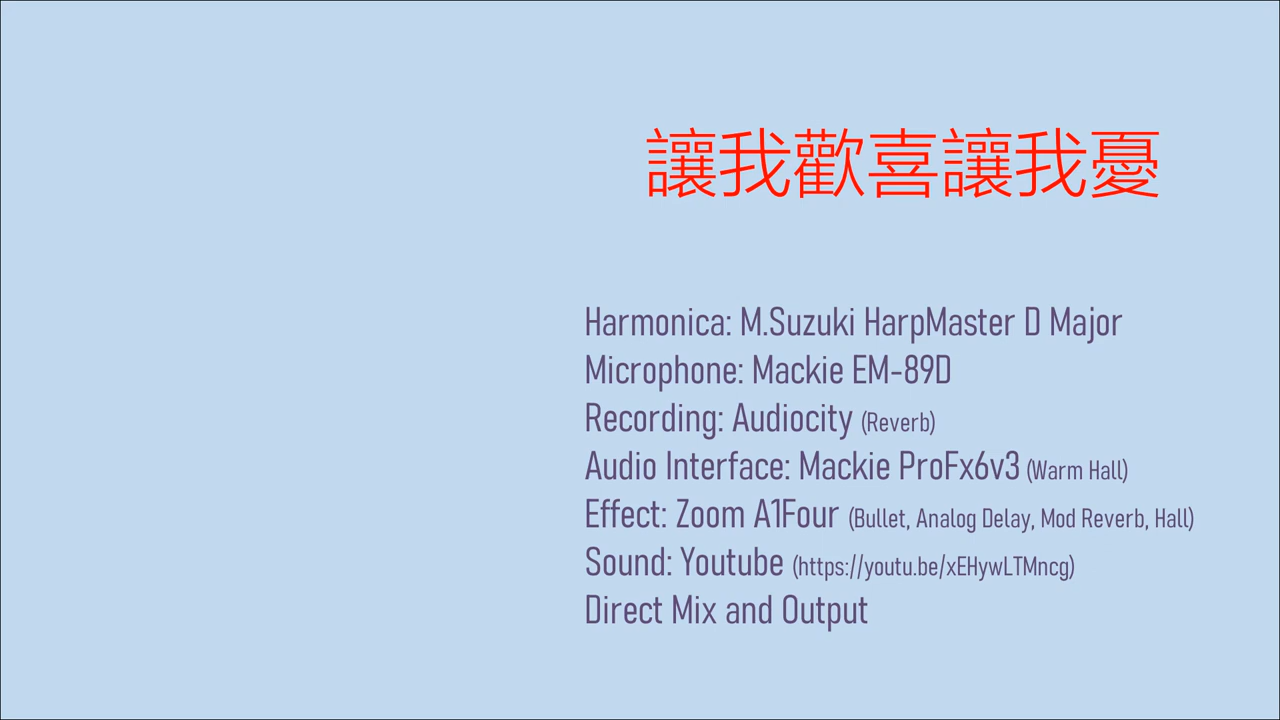 讓我歡喜讓我憂
Harmonica: M.Suzuki HarpMaster D Major
Microphone: Mackie EM-89D
Recording: Audiocity (Reverb)
Audio Interface: Mackie ProFx6v3 (Warm Hall)
Effect: Zoom A1Four (Bullet, Analog Delay, Mod Reverb, Hall)
Sound: Youtube (https://youtu.be/xEHywLTMncg)
Direct Mix and Output